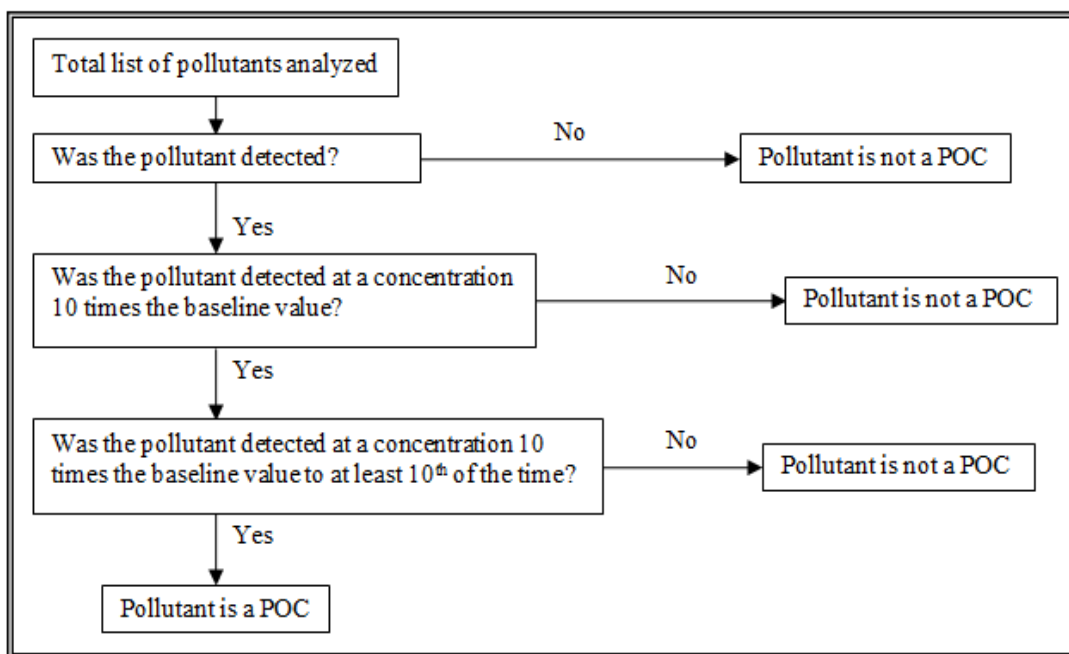 Total list of pollutants analyzed
Was the pollutant detected?
No
Pollutant is not a POC
Yes
Was the pollutant detected at a concentration
10 times the baseline value?
No
Pollutant is not a POC
Yes
Was the pollutant detected at a concentration 10
times the baseline value to at least 10th of the time?
No
Pollutant is not a POC
Yes
Pollutant is a POC